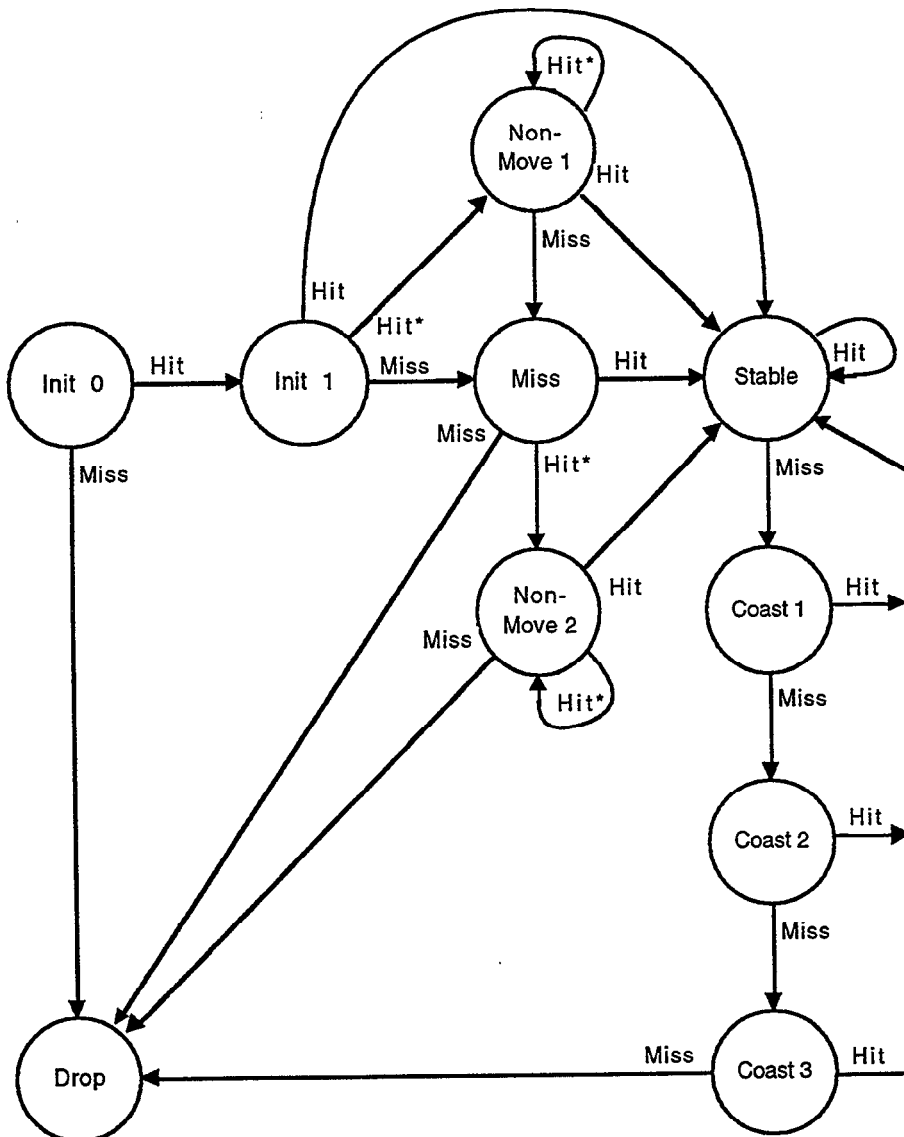 Hit*
Non-
Move 1
Hit
Miss
Hit
Hit*
Init 0
Hit
Init 1
Miss
Miss
Hit
Stable
Hit
Miss
Miss
Hit*
Miss
Non-
Move 2
Hit
Miss
Hit*
Coast 1
Hit
Miss
Coast 2
Hit
Miss
Drop
Miss
Coast 3
Hit